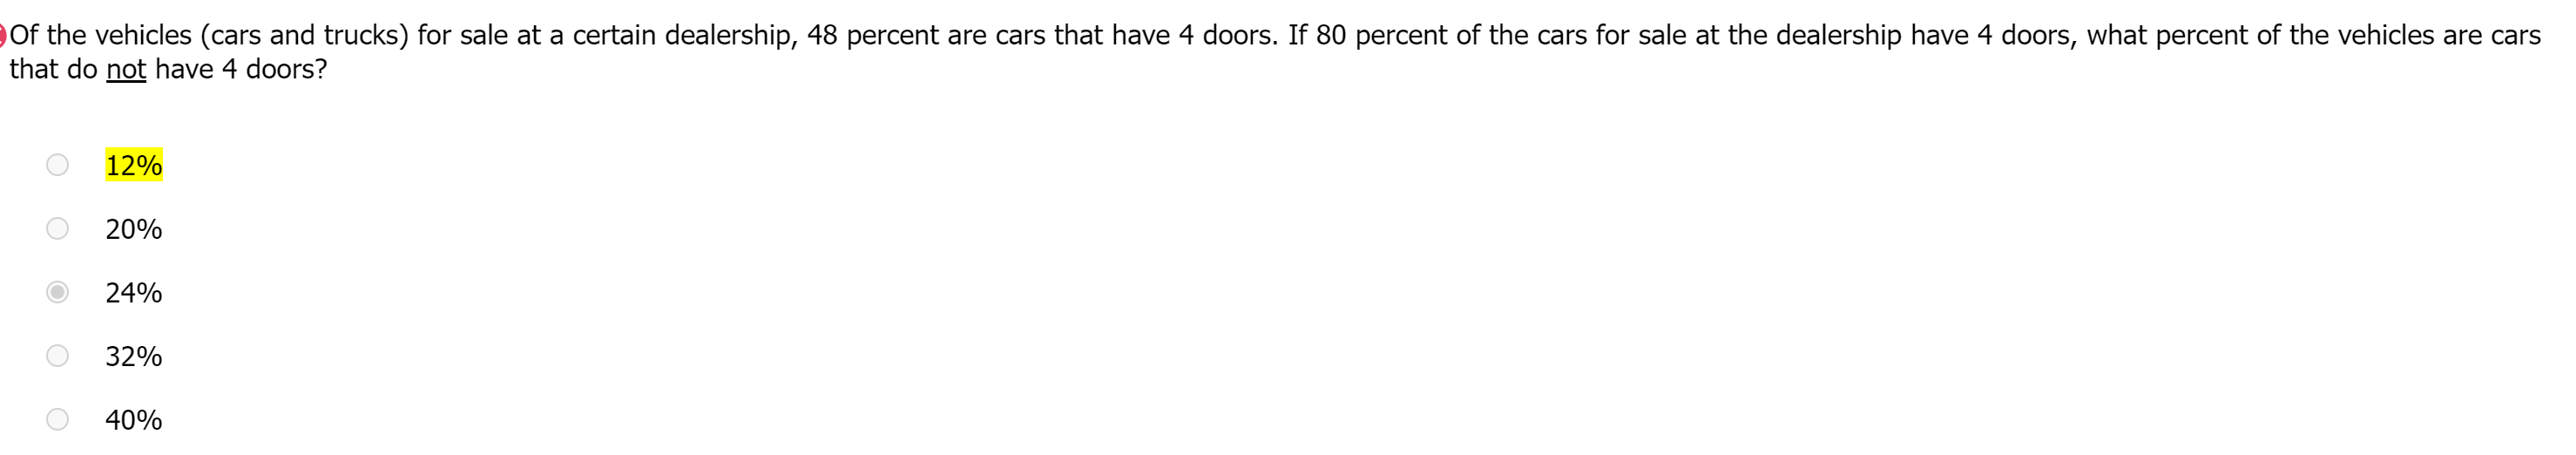 Of the vehicles (cars and trucks) for sale at a certain dealership, 48 percent are cars that have 4 doors. If 80 percent of the cars for sale at the dealership have 4 doors, what percent of the vehicles are cars
that do not have 4 doors?
12%
20%
24%
32%
40%